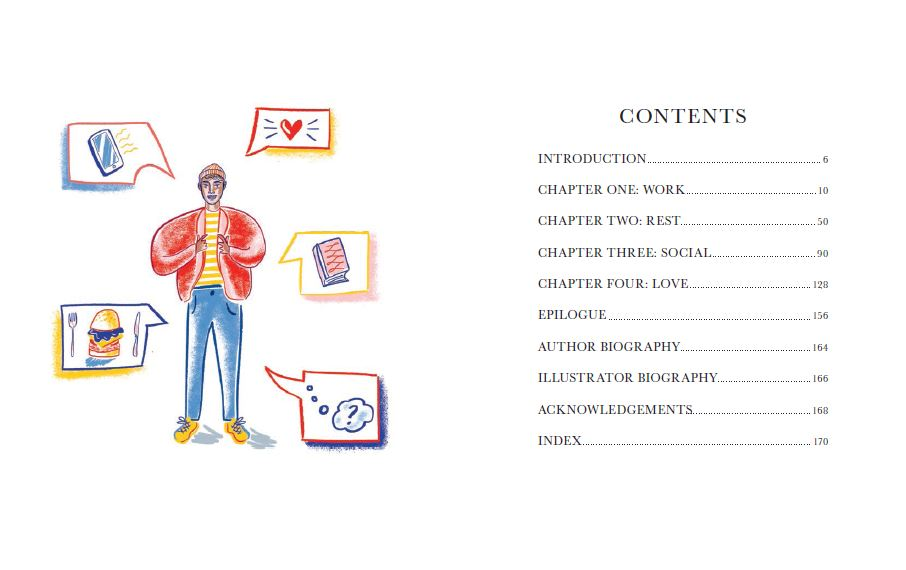 ?
CONTENTS
INTRODUCTION 6
CHAPTER ONE: WORK 10
CHAPTER TWO: REST 50
CHAPTER THREE: SOCIAL 90
CHAPTER FOUR: LOVE 128
EPILOGUE 156
AUTHOR BIOGRAPHY 164
ILLUSTRATOR BIOGRAPHY 166
ACKNOWLEDGEMENTS 168
INDEX 170